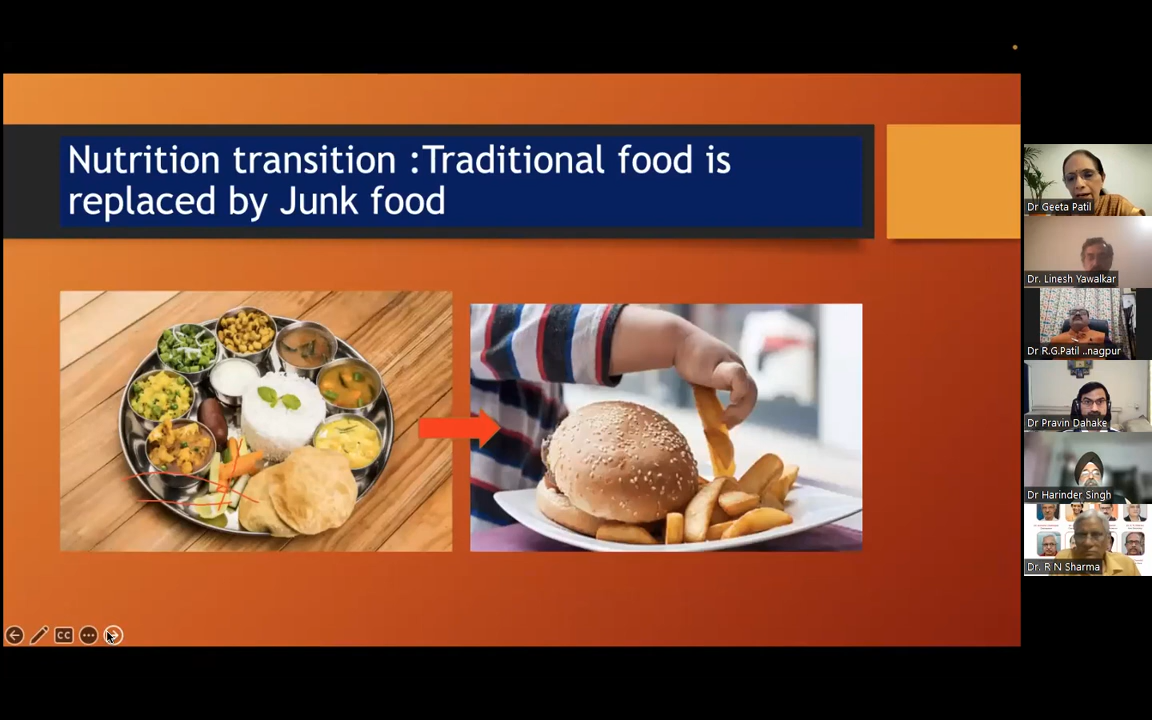 Nutrition transition :Traditional food is
replaced by Junk food
Dr Geeta Patil
Dr. Linesh Yawalkar
Dr R.G.Patil ..nagpur
Dr Pravin Dahake
Dr Harinder Singh
Dr. R N Sharma
CC